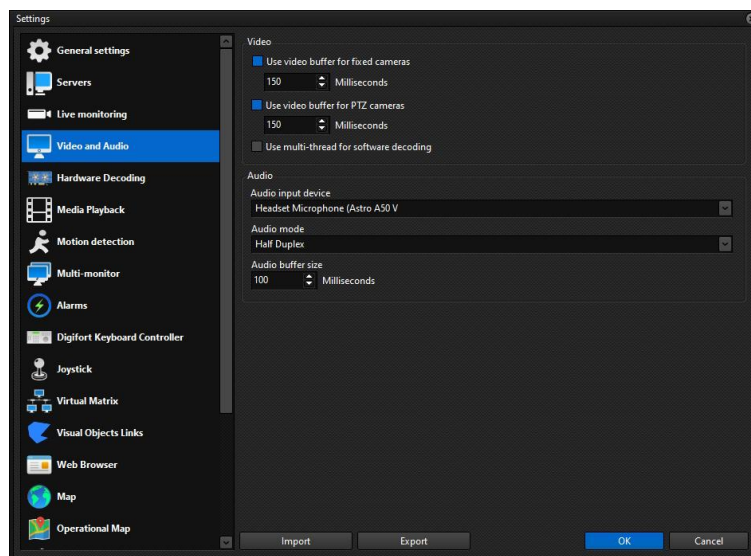 Settings
General settings
Servers
Live monitoring
Video and Audio
Hardware Decoding
Media Playback
Motion detection
Multi-monitor
Alarms
Digifort Keyboard Controller
Joystick
Virtual Matrix
Visual Objects Links
Web Browser
Map
Operational Map
Video
Use video buffer for fixed cameras
150 Milliseconds
Use video buffer for PTZ cameras
150 Milliseconds
Use multi-thread for software decoding
Audio
Audio input device
Headset Microphone (Astro A50 V
Audio mode
Half Duplex
Audio buffer size
100 Milliseconds
Import Export OK Cancel